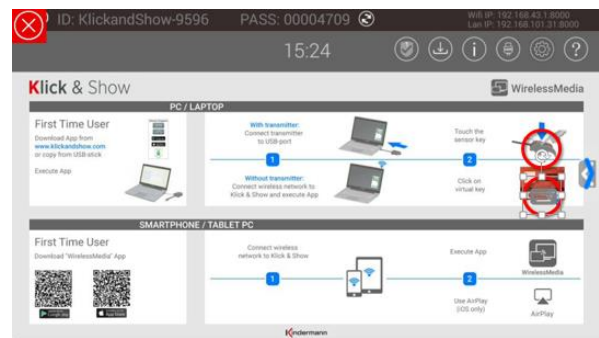 ID: KlickandShow-9596 PASS: 00004709
Wifi IP: 192.168.43.1:8000
Lan IP: 192.168.101.31:8000
15:24
Klick & Show
WirelessMedia
PC / LAPTOP
First Time User
Download App from
www.klickandshow.com
or copy from USB-stick
Execute App
With transmitter:
Connect transmitter
to USB-port
1
Without transmitter:
Connect wireless network to
Klick & Show and execute App
Touch the
sensor key
2
Click on
virtual key
SMARTPHONE / TABLET PC
First Time User
Download "WirelessMedia" App
Connect wireless
network to Klick & Show
1
Execute App
2
Use AirPlay
(iOS only)
WirelessMedia
AirPlay
Kindermann